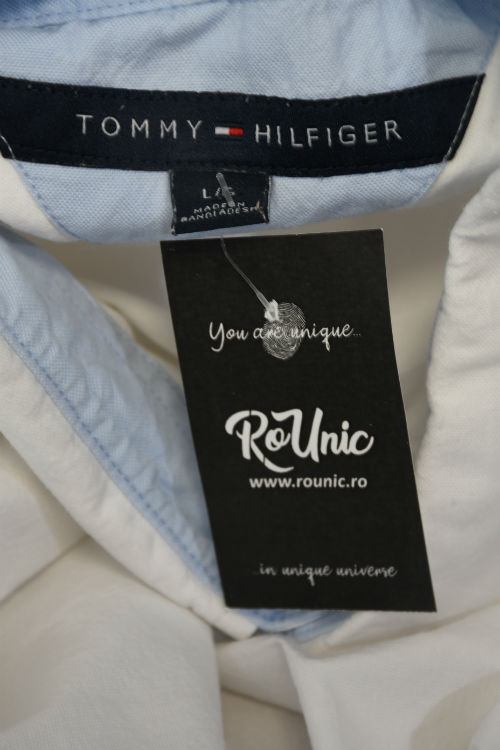 TOMMY HILFIGER
L/G
MADE IN
BANGLADESH
You are unique...
RoUnic
www.rounic.ro
...in unique universe